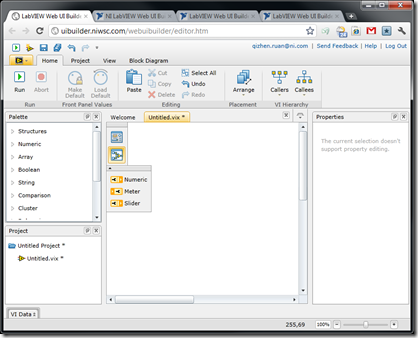 LabVIEW Web UI Builder
NI LabVIEW Web UI Buil
LabVIEW Web UI Builder
LabVIEW Web UI Builder
uibuilder.niwsc.com/webuibuilder/editor.htm
qizhen.ruan@ni.com | Send Feedback | Help | Log Out
Home Project View Block Diagram
Run
Abort
Make Default
Load Default
Paste
Cut
Copy
Delete
Select All
Undo
Redo
Arrange
Callers
Callees
Run
Front Panel Values
Editing
Placement
VI Hierarchy
Palette
Structures
Numeric
Array
Boolean
String
Comparison
Cluster
Project
Untitled Project *
Untitled.vix *
Welcome
Untitled.vix *
Numeric
Meter
Slider
Properties
The current selection doesn't
support property editing.
VI Data
255,69
100%